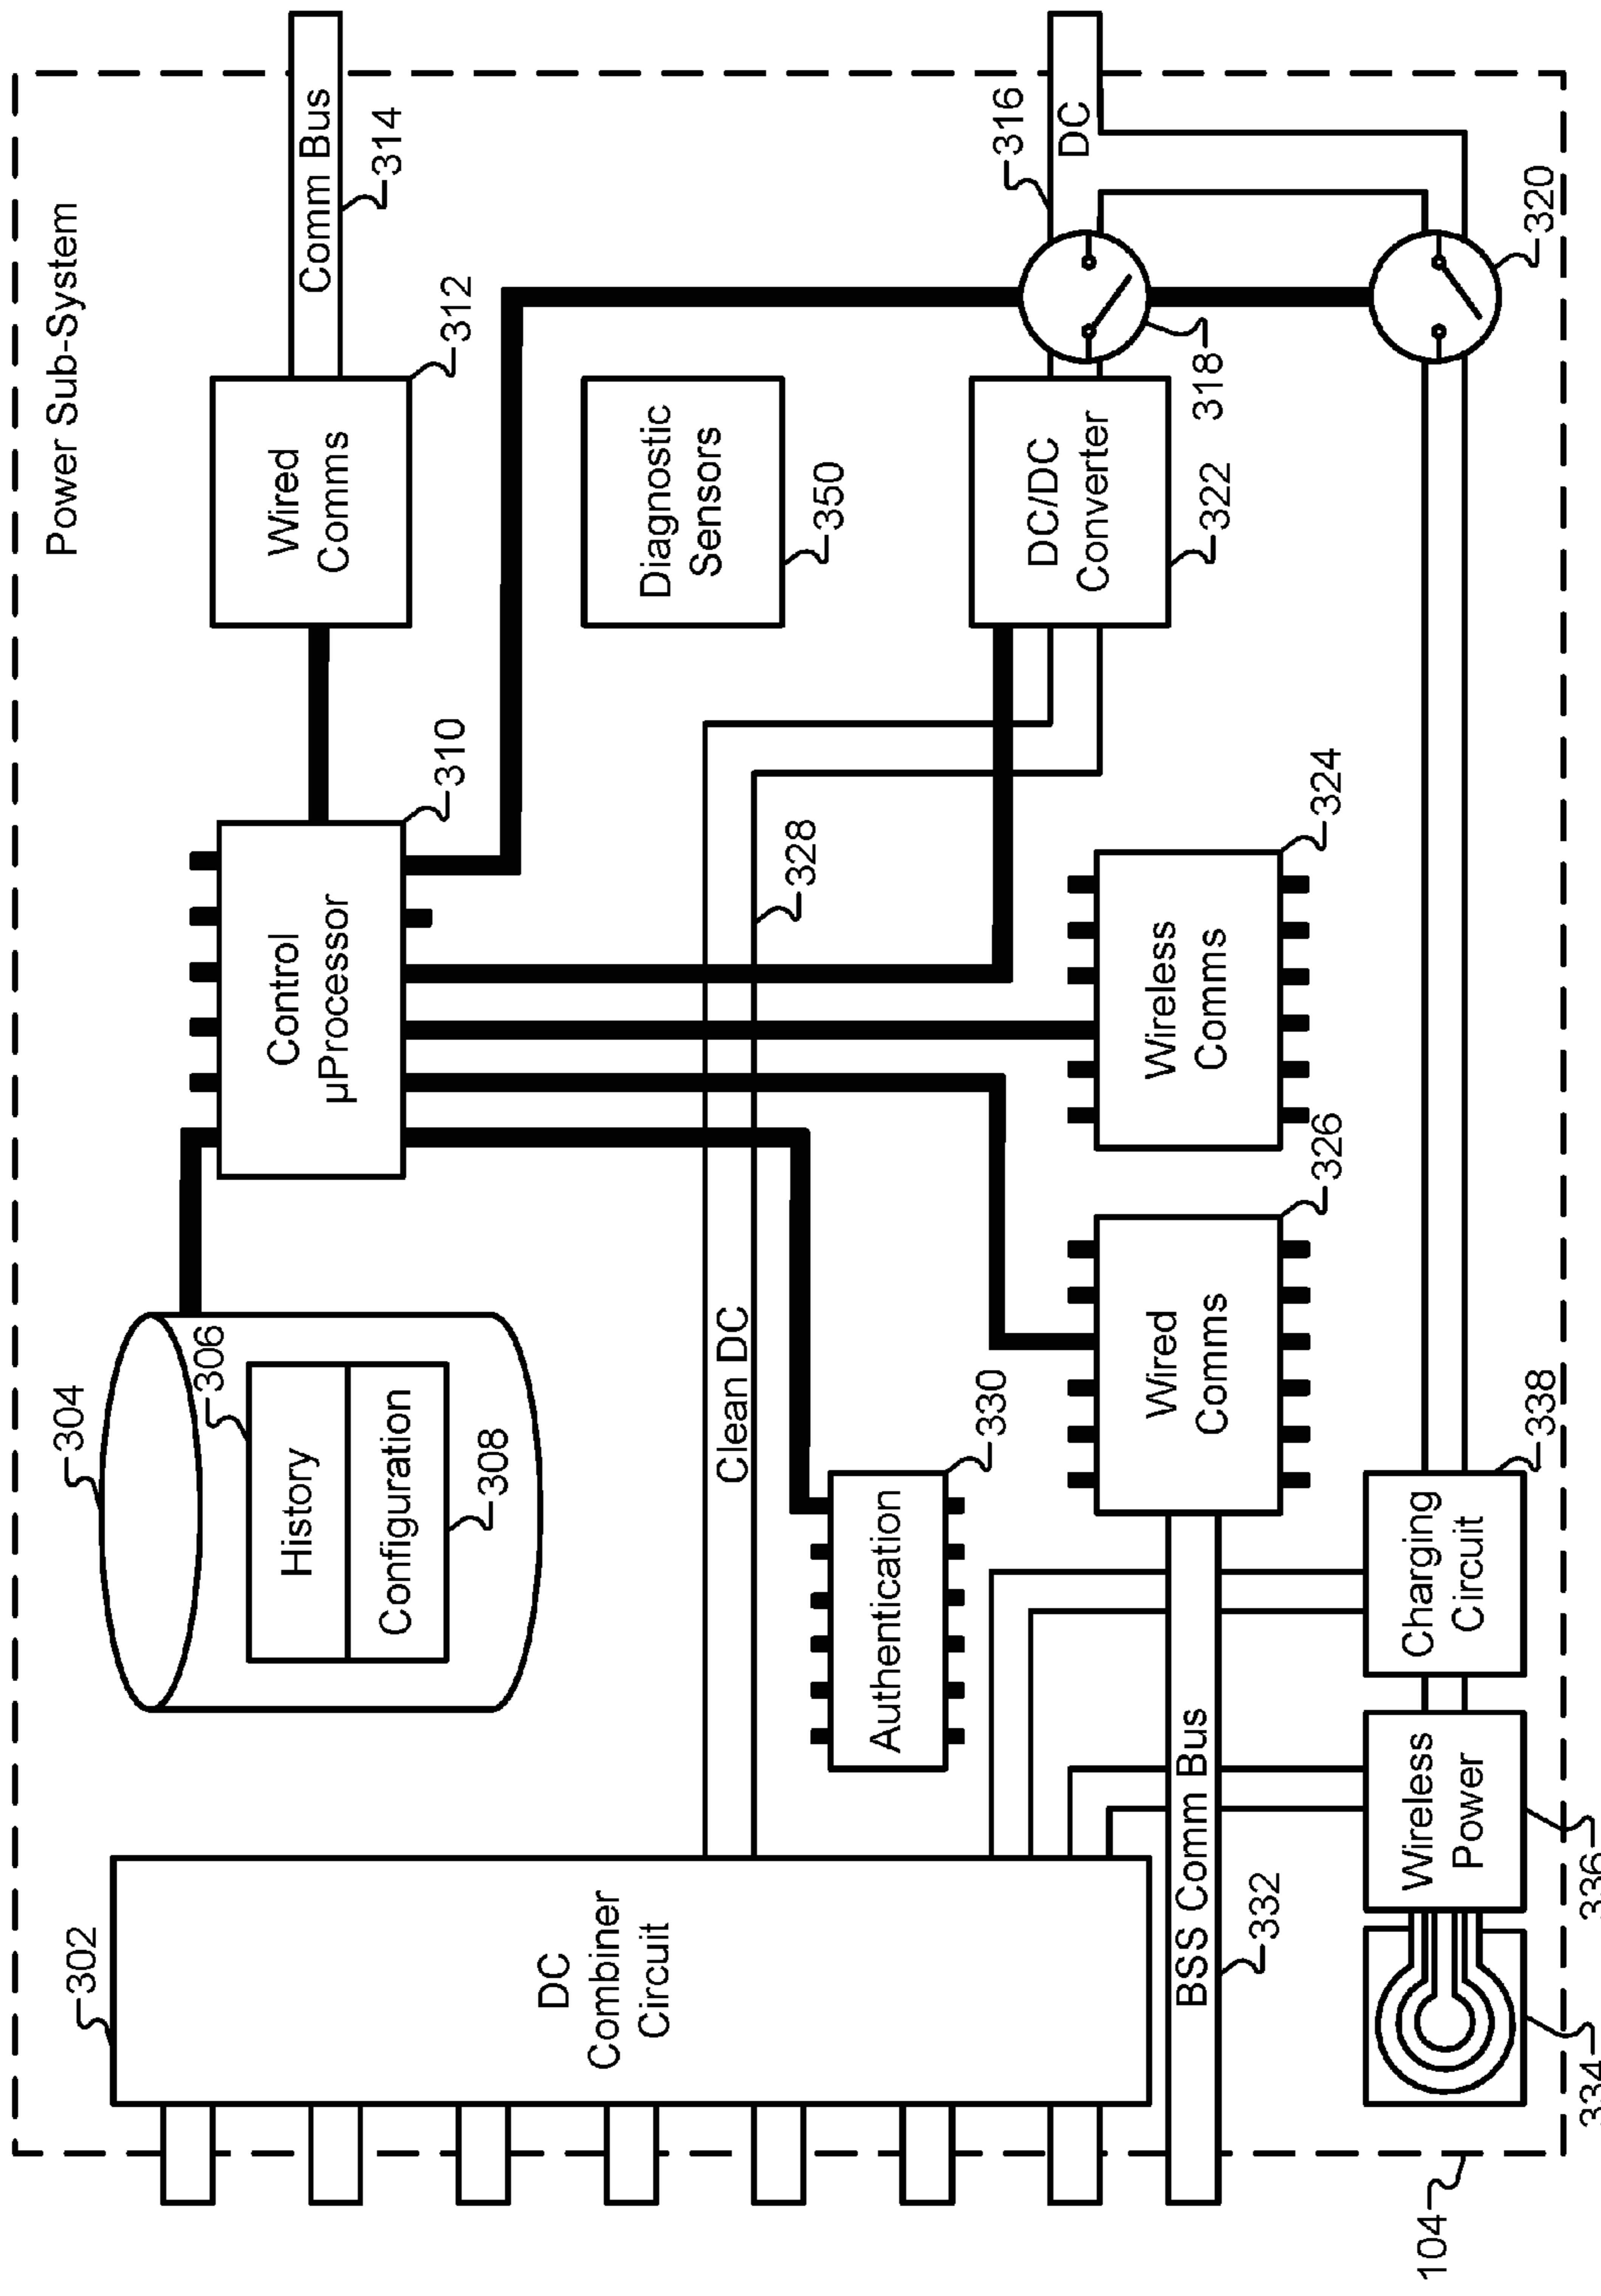 Power Sub-System
304
306
History
Configuration
308
Control
µProcessor
310
Wired
Comms
312
Comm Bus
314
302
DC
Combiner
Circuit
Clean DC
328
Diagnostic
Sensors
350
Authentication
330
DC/DC
Converter
322
318
316
DC
Wireless
Comms
324
Wired
Comms
326
BSS Comm Bus
332
Wireless
Power
336
334
Charging
Circuit
338
320
104